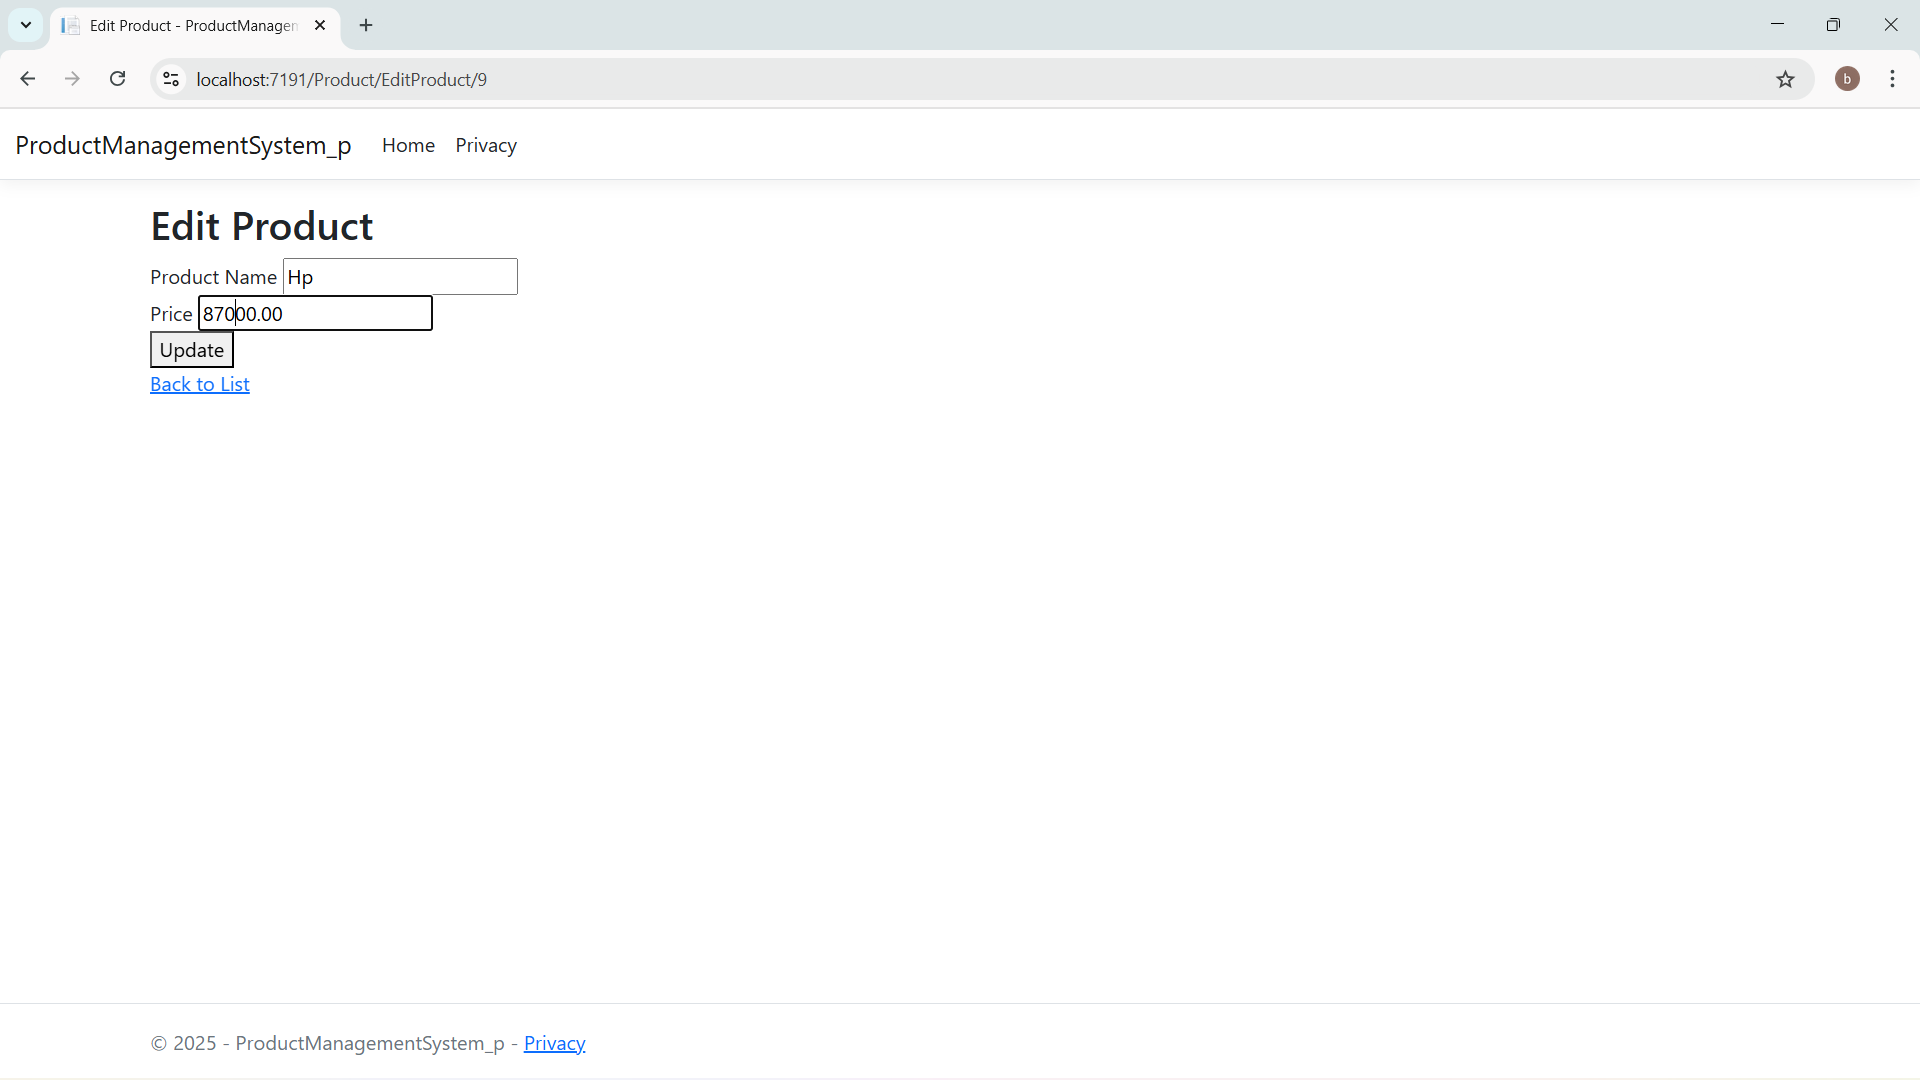 Edit Product - ProductManagem
localhost:7191/Product/EditProduct/9
b
ProductManagementSystem_p Home Privacy
Edit Product
Product Name Hp
Price 87000.00
Update
Back to List
© 2025 - ProductManagementSystem_p - Privacy